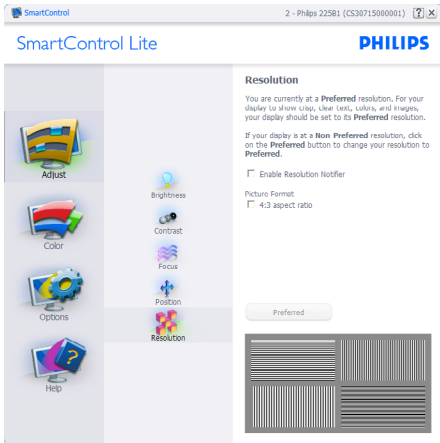 SmartControl
2 - Philips 225B1 (CS30715000001)
SmartControl Lite
PHILIPS
Adjust
Color
Options
Help
Brightness
Contrast
Focus
Position
Resolution
Resolution
You are currently at a Preferred resolution. For your
display to show crisp, clear text, colors, and images,
your display should be set to its Preferred resolution.
If your display is at a Non Preferred resolution, click
on the Preferred button to change your resolution to
Preferred.
Enable Resolution Notifier
Picture Format
4:3 aspect ratio
Preferred